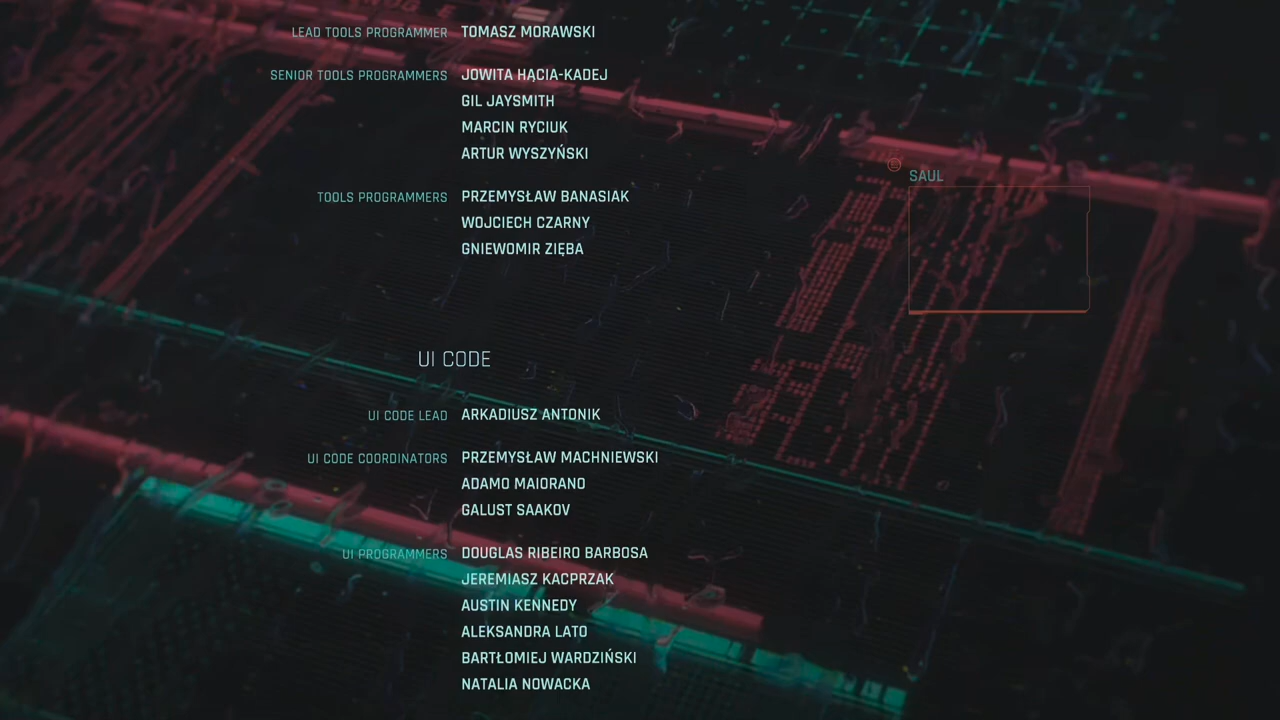 LEAD TOOLS PROGRAMMER TOMASZ MORAWSKI
SENIOR TOOLS PROGRAMMERS JOWITA HĄCIA-KADEJ
GIL JAYSMITH
MARCIN RYCIUK
ARTUR WYSZYŃSKI
TOOLS PROGRAMMERS PRZEMYSŁAW BANASIAK
WOJCIECH CZARNY
GNIEWOMIR ZIĘBA
SAUL
UI CODE
UI CODE LEAD ARKADIUSZ ANTONIK
UI CODE COORDINATORS PRZEMYSŁAW MACHNIEWSKI
ADAMO MAIORANO
GALUST SAAKOV
UI PROGRAMMERS DOUGLAS RIBEIRO BARBOSA
JEREMIASZ KACPRZAK
AUSTIN KENNEDY
ALEKSANDRA LATO
BARTŁOMIEJ WARDZIŃSKI
NATALIA NOWACKA